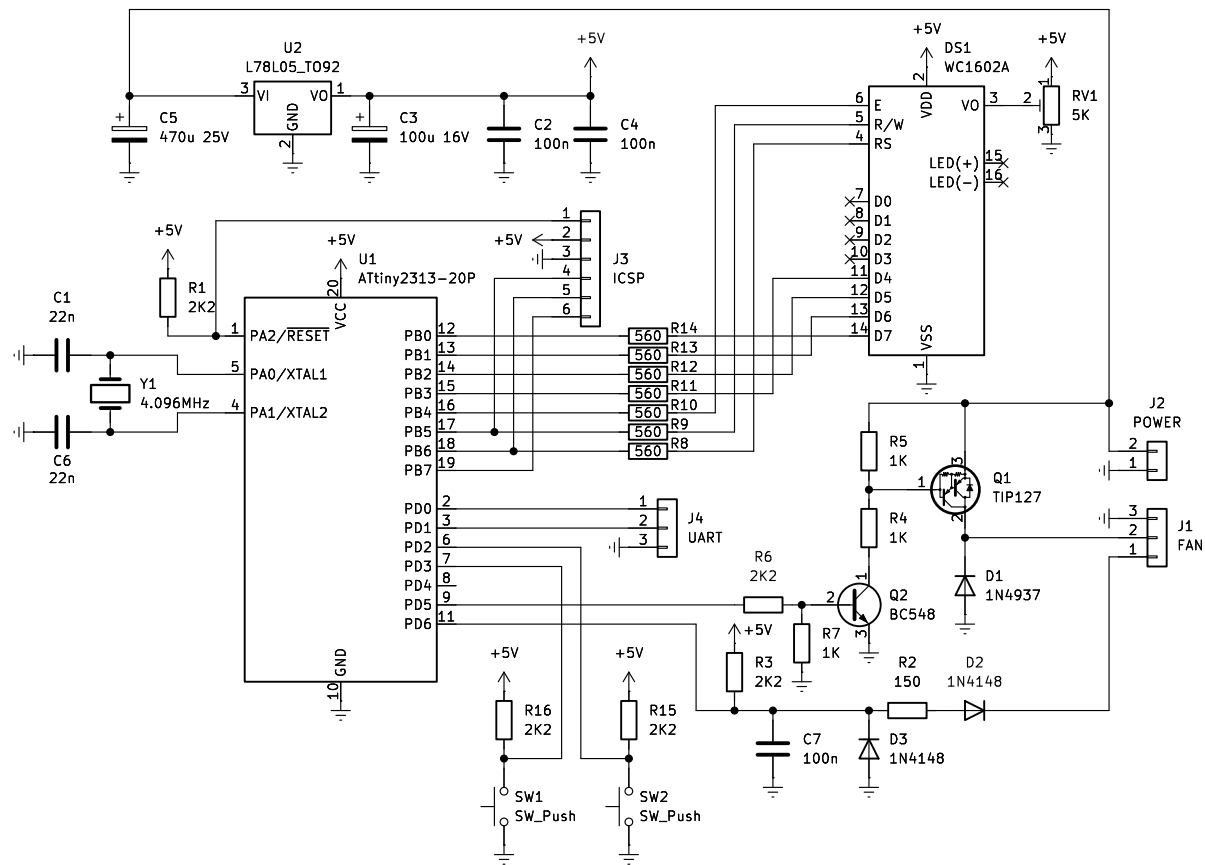 +5V
U2
L78L05_TO92
3 VI VO 1
GND
2
+
C5
470u 25V
+
C3
100u 16V
C2
100n
C4
100n
+5V
DS1
WC1602A
2
VDD
6 E
5 R/W
4 RS
VO 3
LED(+) 15
LED(-) 16
7 D0
8 D1
9 D2
10 D3
11 D4
12 D5
13 D6
14 D7
VSS
1
+5V
1
2
3
RV1
5K
+5V
R1
2K2
C1
22n
Y1
4.096MHz
C6
22n
+5V
U1
ATtiny2313-20P
20
VCC
1 PA2/RESET
5 PA0/XTAL1
4 PA1/XTAL2
PB0 12
PB1 13
PB2 14
PB3 15
PB4 16
PB5 17
PB6 18
PB7 19
PD0 2
PD1 3
PD2 6
PD3 7
PD4 8
PD5 9
PD6 11
GND
10
+5V
1
2
3
4
5
6
J3
ICSP
560 R14
560 R13
560 R12
560 R11
560 R10
560 R9
560 R8
1
2
3
J4
UART
R5
1K
R4
1K
1
3
2
Q1
TIP127
J2
POWER
2
1
3
2
1
J1
FAN
D1
1N4937
R6
2K2
2
1
3
Q2
BC548
R7
1K
+5V
R3
2K2
R2
150
D2
1N4148
C7
100n
D3
1N4148
+5V
R16
2K2
+5V
R15
2K2
SW1
SW_Push
SW2
SW_Push